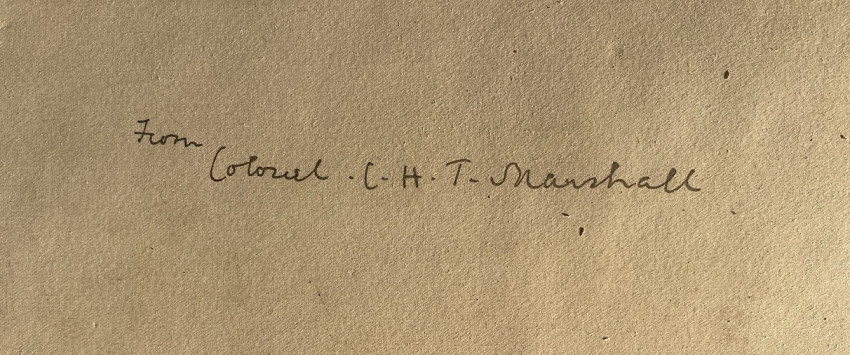 From
Colonel . C. H. T. Marshall